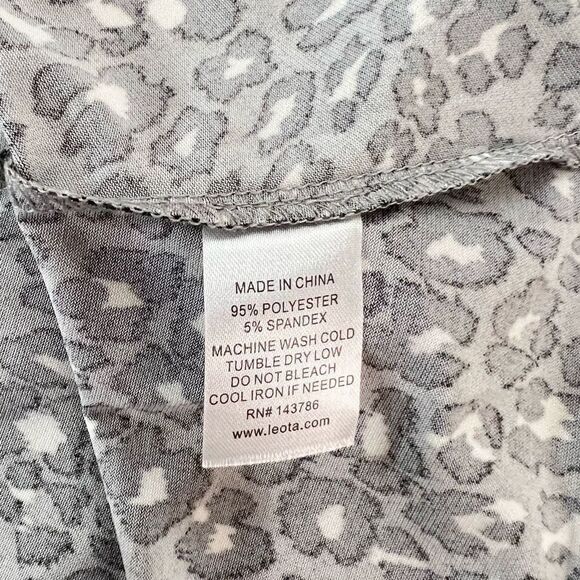 MADE IN CHINA
95% POLYESTER
5% SPANDEX
MACHINE WASH COLD
TUMBLE DRY LOW
DO NOT BLEACH
COOL IRON IF NEEDED
RN# 143786
www.leota.com